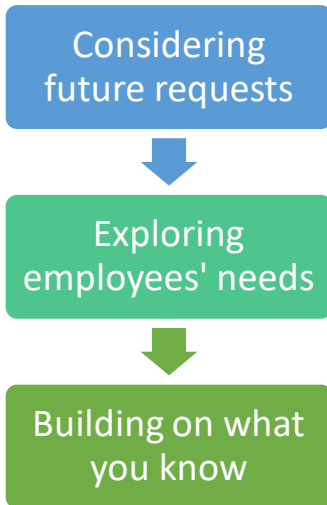 Considering
future requests
Exploring
employees' needs
Building on what
you know